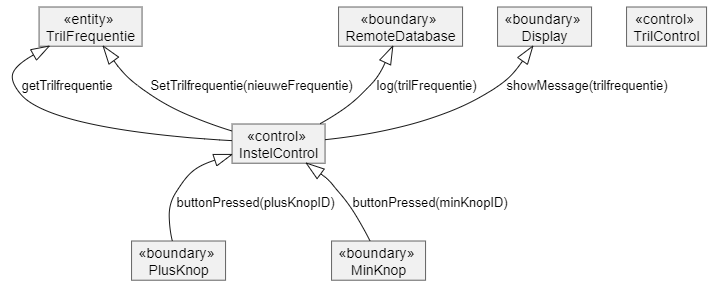 «entity»
TrilFrequentie
«boundary»
RemoteDatabase
«boundary»
Display
«control»
TrilControl
getTrilfrequentie
SetTrilfrequentie(nieuweFrequentie)
log(trilFrequentie)
showMessage(trilfrequentie)
«control»
InstelControl
buttonPressed(plusKnopID)
buttonPressed(minKnopID)
«boundary»
PlusKnop
«boundary»
MinKnop